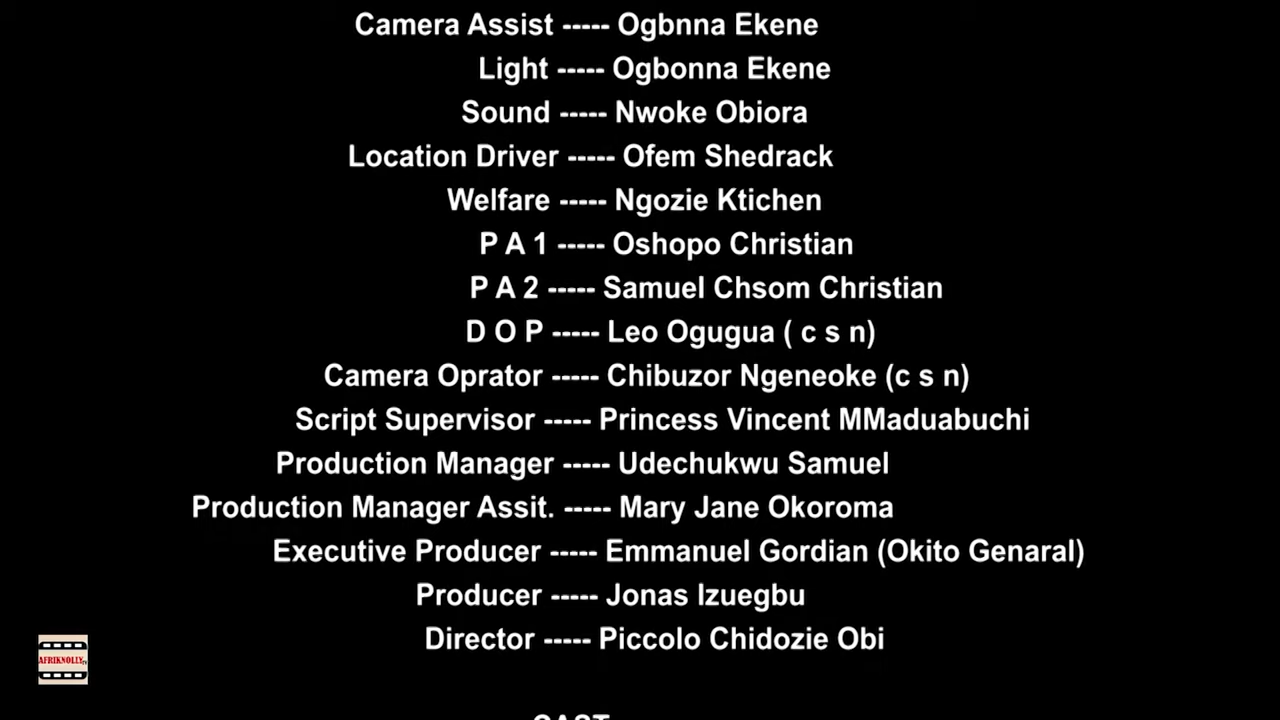 Camera Assist ----- Ogbnna Ekene
Light ----- Ogbonna Ekene
Sound ----- Nwoke Obiora
Location Driver ----- Ofem Shedrack
Welfare ----- Ngozie Ktichen
P A 1 ----- Oshopo Christian
P A 2 ----- Samuel Chsom Christian
D O P ----- Leo Ogugua ( c s n)
Camera Oprator ----- Chibuzor Ngeneoke (c s n)
Script Supervisor ----- Princess Vincent MMaduabuchi
Production Manager ----- Udechukwu Samuel
Production Manager Assit. ----- Mary Jane Okoroma
Executive Producer ----- Emmanuel Gordian (Okito Genaral)
Producer ----- Jonas Izuegbu
Director ----- Piccolo Chidozie Obi
AFRIKNOLLYTV
CAST